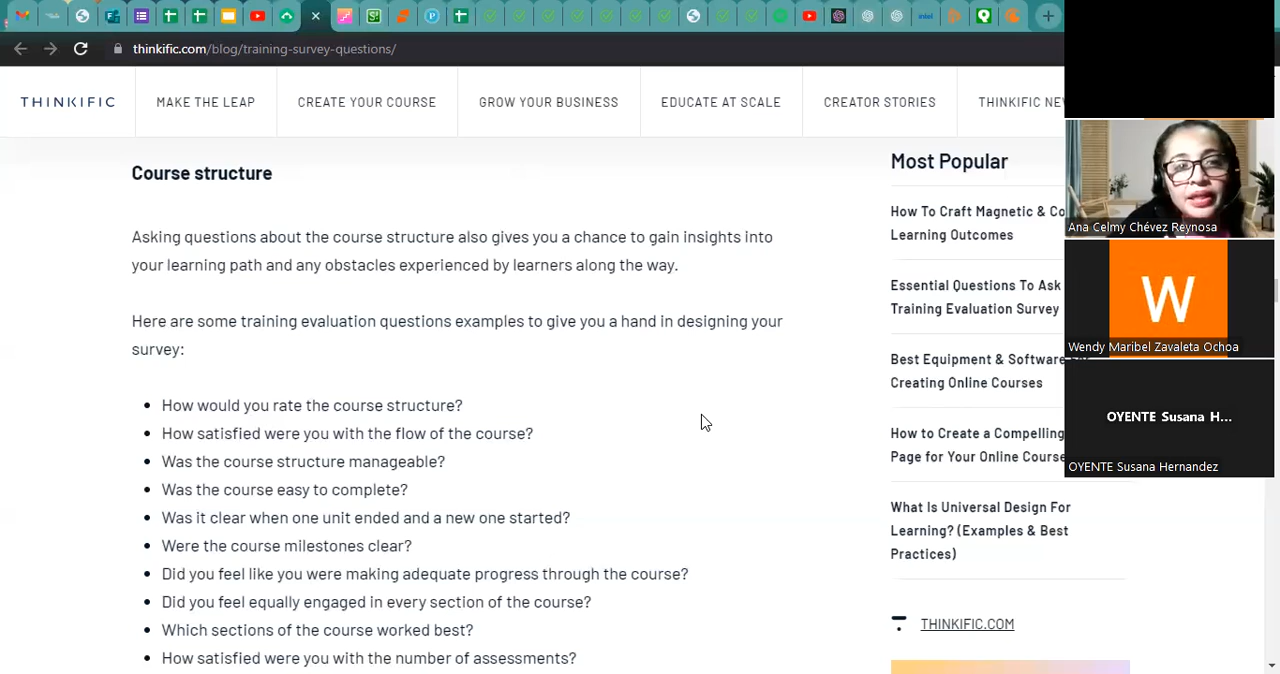 thinkific.com/blog/training-survey-questions/
THINKIFIC
MAKE THE LEAP
CREATE YOUR COURSE
GROW YOUR BUSINESS
EDUCATE AT SCALE
CREATOR STORIES
THINKIFIC NEW
Course structure
Asking questions about the course structure also gives you a chance to gain insights into
your learning path and any obstacles experienced by learners along the way.
Here are some training evaluation questions examples to give you a hand in designing your
survey:
• How would you rate the course structure?
• How satisfied were you with the flow of the course?
• Was the course structure manageable?
• Was the course easy to complete?
• Was it clear when one unit ended and a new one started?
• Were the course milestones clear?
• Did you feel like you were making adequate progress through the course?
• Did you feel equally engaged in every section of the course?
• Which sections of the course worked best?
• How satisfied were you with the number of assessments?
Most Popular
How To Craft Magnetic & Co
Learning Outcomes
Essential Questions To Ask
Training Evaluation Survey
Best Equipment & Software For
Creating Online Courses
How to Create a Compelling
Page for Your Online Course
What Is Universal Design For
Learning? (Examples & Best
Practices)
THINKIFIC.COM
Ana Celmy Chévez Reynosa
W
Wendy Maribel Zavaleta Ochoa
OYENTE Susana H...
OYENTE Susana Hernandez